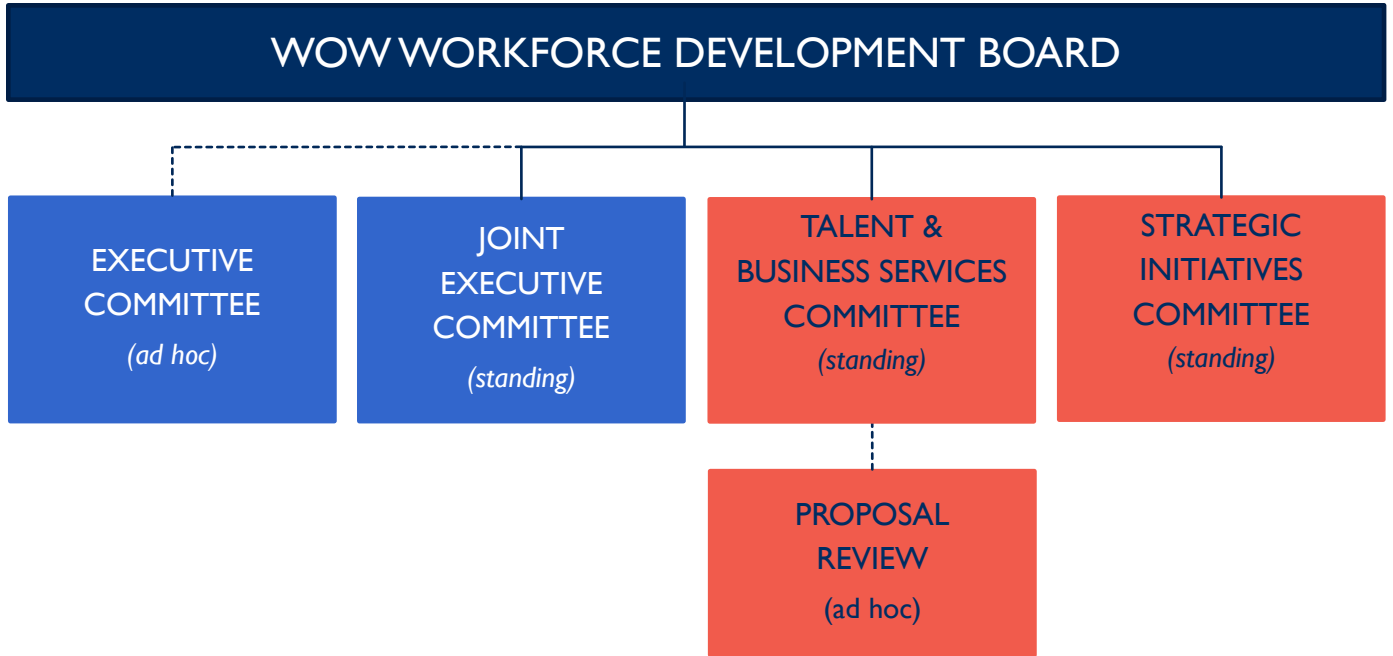 WOW WORKFORCE DEVELOPMENT BOARD
EXECUTIVE
COMMITTEE
(ad hoc)
JOINT
EXECUTIVE
COMMITTEE
(standing)
TALENT &
BUSINESS SERVICES
COMMITTEE
(standing)
STRATEGIC
INITIATIVES
COMMITTEE
(standing)
PROPOSAL
REVIEW
(ad hoc)